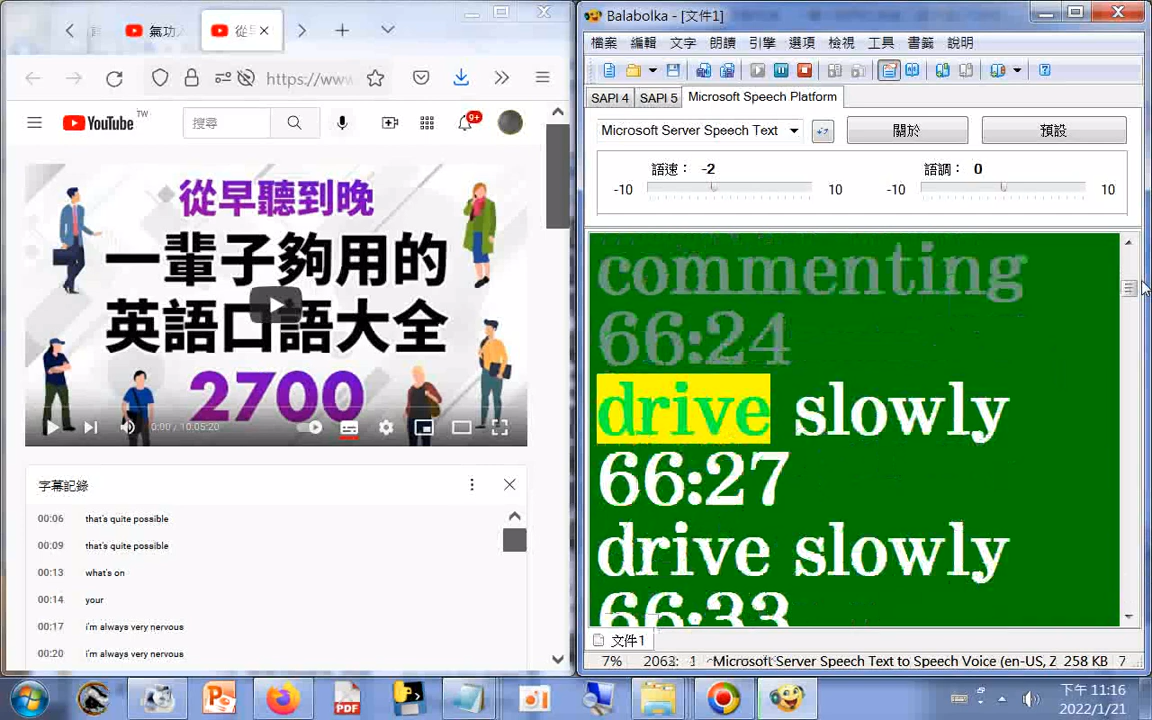 氣功
從
https://www
YouTube TW
搜尋
9+
從早聽到晚
一輩子夠用的
英語口語大全
2700
0:00 / 10:05:20
字幕記錄
00:06 that's quite possible
00:09 that's quite possible
00:13 what's on
00:14 your
00:17 i'm always very nervous
00:20 i'm always very nervous
Balabolka - [文件1]
檔案 編輯 文字 朗讀 引擎 選項 檢視 工具 書籤 說明
SAPI 4 SAPI 5 Microsoft Speech Platform
Microsoft Server Speech Text 關於 預設
語速： -2 語調： 0
-10 10 -10 10
commenting
66:24
drive slowly
66:27
drive slowly
66:33
文件1
7% 2063: 1 Microsoft Server Speech Text to Speech Voice (en-US, Z 258 KB 7
PDF
下午 11:16
2022/1/21